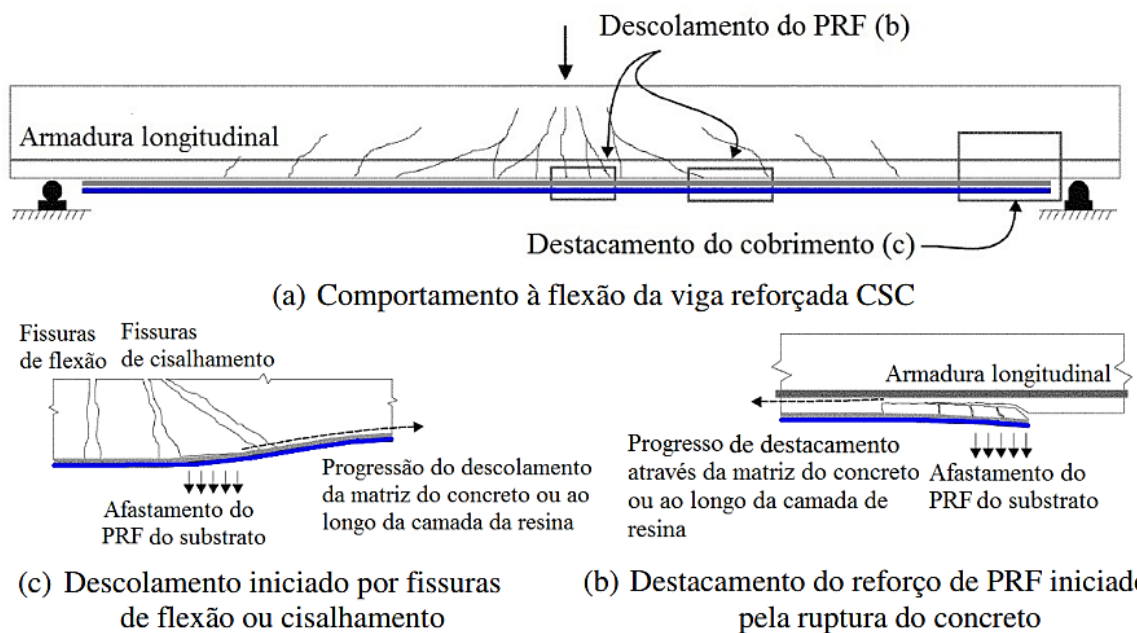 Descolamento do PRF (b)
Armadura longitudinal
Destacamento do cobrimento (c)
(a) Comportamento à flexão da viga reforçada CSC
Fissuras
de flexão
Fissuras
de cisalhamento
Afastamento do
PRF do substrato
Progressão do descolamento
da matriz do concreto ou ao
longo da camada da resina
(c) Descolamento iniciado por fissuras
de flexão ou cisalhamento
Armadura longitudinal
Progresso de destacamento
através da matriz do concreto
ou ao longo da camada de
resina
Afastamento do
PRF do substrato
(b) Destacamento do reforço de PRF iniciado
pela ruptura do concreto